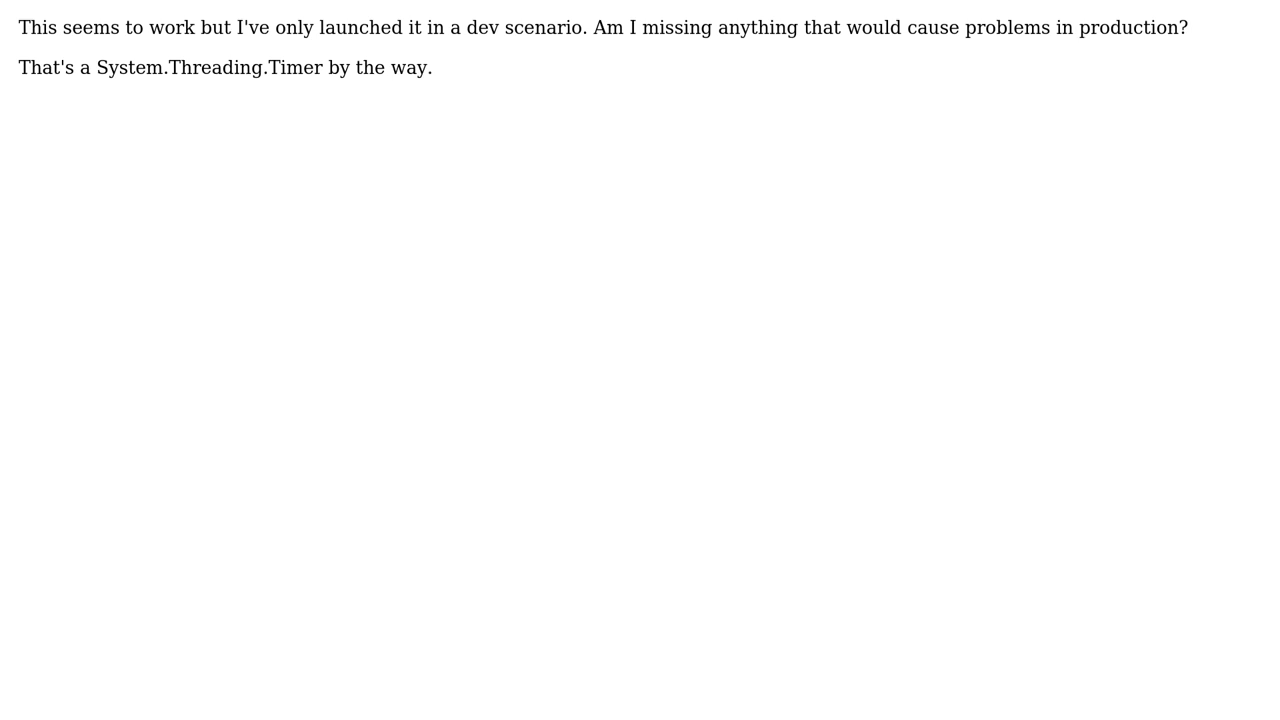 This seems to work but I've only launched it in a dev scenario. Am I missing anything that would cause problems in production?
That's a System.Threading.Timer by the way.